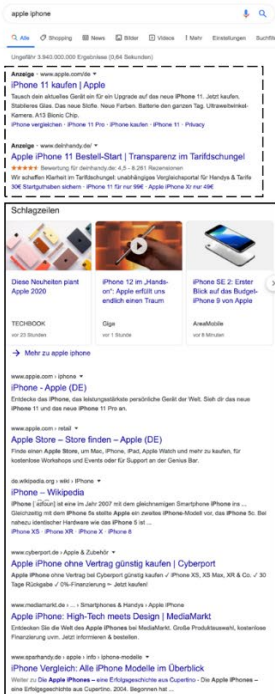 apple iphone
Alle Shopping News Bilder Videos Mehr Einstellungen
Ungefähr 3.940.000.000 Ergebnisse (0,64 Sekunden)
Anzeige · www.apple.com/de
iPhone 11 kaufen | Apple
Tausch dein aktuelles Gerät ein für ein Upgrade auf das neue iPhone 11. Jetzt kaufen.
Stabileres Glas. Das neue Stoffe. Neue Farben. Batterie den ganzen Tag. Ultraweitwinkel-
Kamera. A13 Bionic Chip.
iPhone vergleichen · iPhone 11 Pro · iPhone kaufen · iPhone 11 · Privacy
Anzeige · www.deinhandy.de/
Apple iPhone 11 Bestell-Start | Transparenz im Tarifdschungel
Bewertung für deinhandy.de: 4,5 - 8.261 Rezensionen
Wir schaffen Klarheit im Tarifdschungel: unabhängiges Vergleichsportal für Handys & Tarife
30€ Startguthaben sichern · iPhone 11 für nur 99€ · Apple iPhone Xr nur 49€
Schlagzeilen
Diese Neuheiten plant
Apple 2020
TECHBOOK
vor 23 Stunden
iPhone 12 im „Hands-
on“: Apple erfüllt uns
endlich einen Traum
Giga
vor 1 Stunde
iPhone SE 2: Erster
Blick auf das Budget-
iPhone 9 von Apple
AreaMobile
vor 8 Minuten
Mehr zu apple iphone
www.apple.com › iphone
iPhone - Apple (DE)
Entdecke das iPhone, das leistungsstärkste persönliche Gerät der Welt. Sieh dir das neue
iPhone 11 und das neue iPhone 11 Pro an.
www.apple.com › retail
Apple Store – Store finden – Apple (DE)
Finde einen Apple Store, um Mac, iPhone, iPad, Apple Watch und mehr zu kaufen, für
kostenlose Workshops und Events oder für Support an der Genius Bar.
de.wikipedia.org › wiki › IPhone
iPhone – Wikipedia
iPhone [ ˈaɪfoʊn] ist eine im Jahr 2007 mit dem gleichnamigen Smartphone iPhone ins ...
Gleichzeitig mit dem iPhone 5s stellte Apple ein zweites iPhone-Modell vor, das iPhone 5c. Bei
nahezu identischer Hardware wie das iPhone 5 ist ...
iPhone XS · iPhone XR · iPhone X · iPhone 8
www.cyberport.de › Apple & Zubehör
Apple iPhone ohne Vertrag günstig kaufen | Cyberport
Apple iPhone ohne Vertrag bei Cyberport günstig kaufen ✓ iPhone XS, XS Max, XR & Co. ✓ 30
Tage Rückgabe ✓ 0%-Finanzierung Jetzt kaufen!
www.mediamarkt.de › ... › Smartphones & Handys › Apple iPhone
Apple iPhone: High-Tech meets Design | MediaMarkt
Entdecken Sie die Welt des Apple iPhones bei MediaMarkt. Große Produktauswahl, kostenlose
Finanzierung uvm. Jetzt informieren & bestellen.
www.sparhandy.de › apple › info › iphone-modelle
iPhone Vergleich: Alle iPhone Modelle im Überblick
Weiter zu Die Apple iPhones – eine Erfolgsgeschichte aus Cupertino - Die Apple iPhones –
eine Erfolgsgeschichte aus Cupertino. 2004. Begonnen hat ...